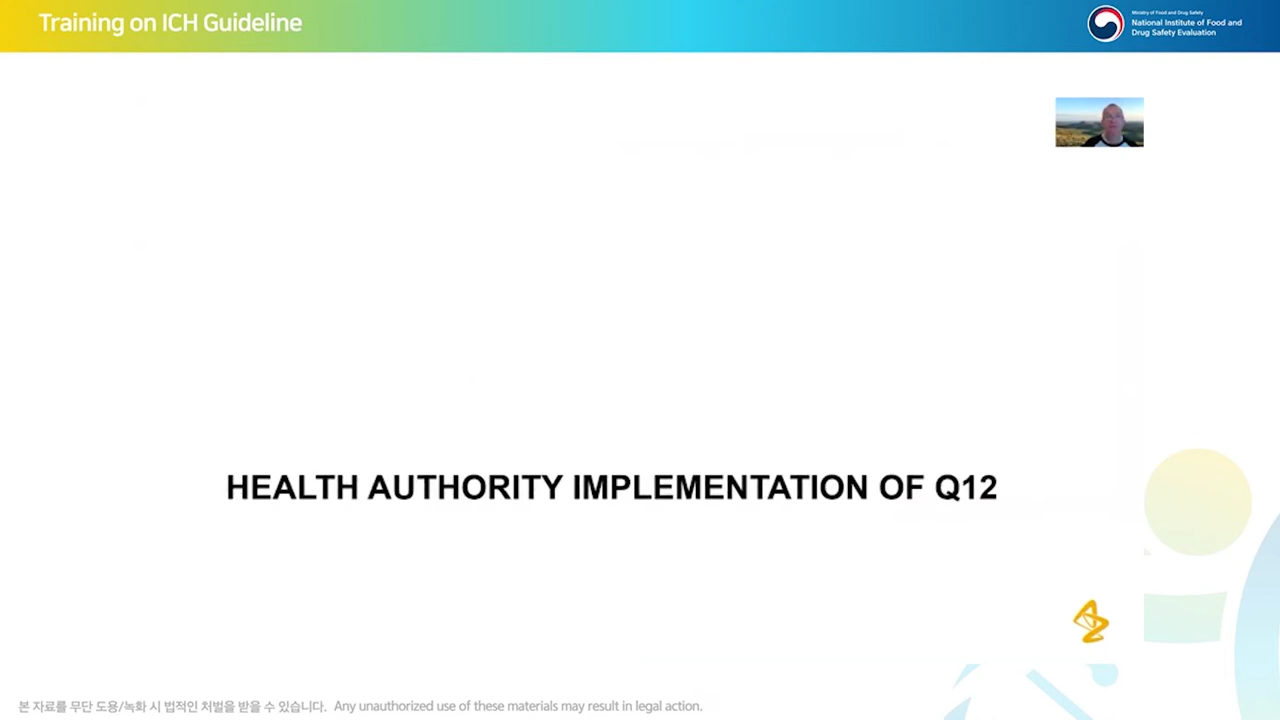 Training on ICH Guideline
Ministry of Food and Drug Safety
National Institute of Food and
Drug Safety Evaluation
HEALTH AUTHORITY IMPLEMENTATION OF Q12
본 자료를 무단 도용/녹화 시 법적인 처벌을 받을 수 있습니다. Any unauthorized use of these materials may result in legal action.